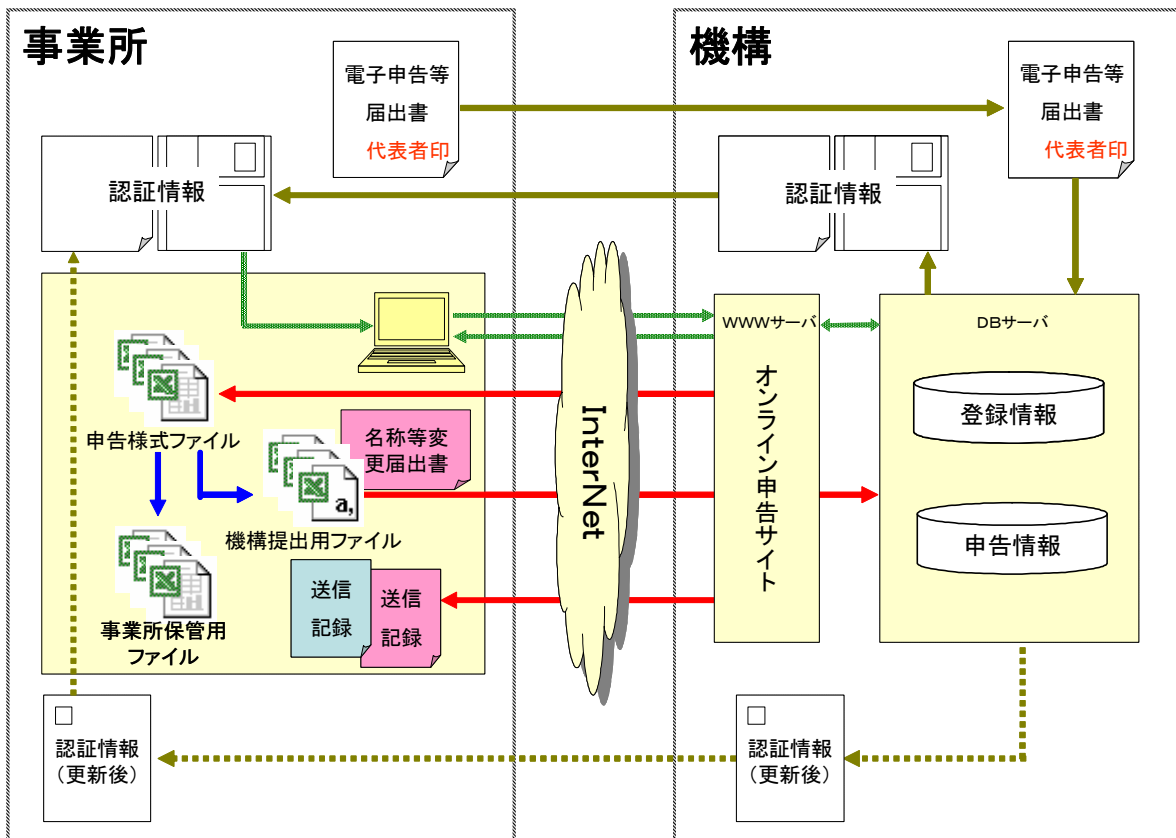 事業所
機構
電子申告等
届出書
代表者印
電子申告等
届出書
代表者印
認証情報
認証情報
WWWサーバ
DBサーバ
オンライン申告サイト
登録情報
申告情報
InterNet
申告様式ファイル
名称等変
更届出書
a,
機構提出用ファイル
事業所保管用
ファイル
送信
記録
送信
記録
認証情報
（更新後）
認証情報
（更新後）